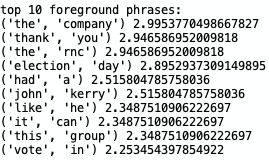 top 10 foreground phrases:
('the', 'company') 2.9953770498667827
('thank', 'you') 2.946586952009818
('the', 'rnc') 2.946586952009818
('election', 'day') 2.8952937309149895
('had', 'a') 2.515804785758036
('john', 'kerry') 2.515804785758036
('like', 'he') 2.3487510906222697
('it', 'can') 2.3487510906222697
('this', 'group') 2.3487510906222697
('vote', 'in') 2.253454397854922